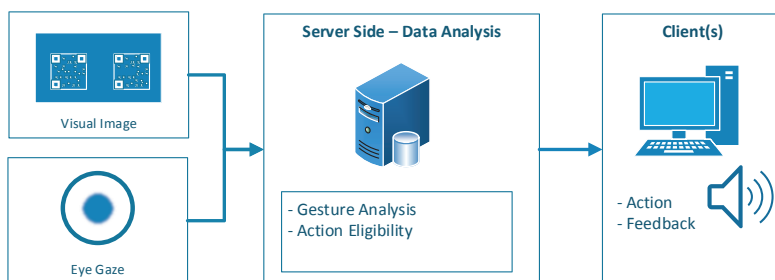 Visual Image
Eye Gaze
Server Side – Data Analysis
- Gesture Analysis
- Action Eligibility
Client(s)
- Action
- Feedback